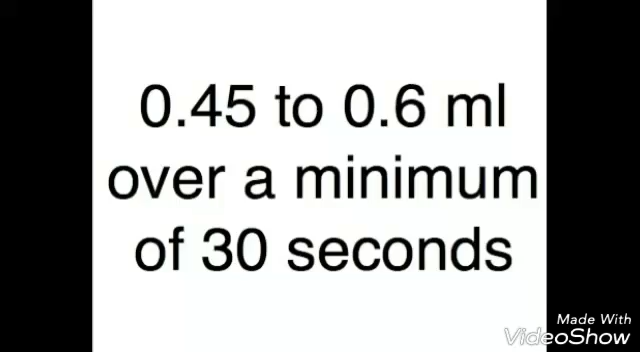 0.45 to 0.6 ml
over a minimum
of 30 seconds
Made With
VideoShow